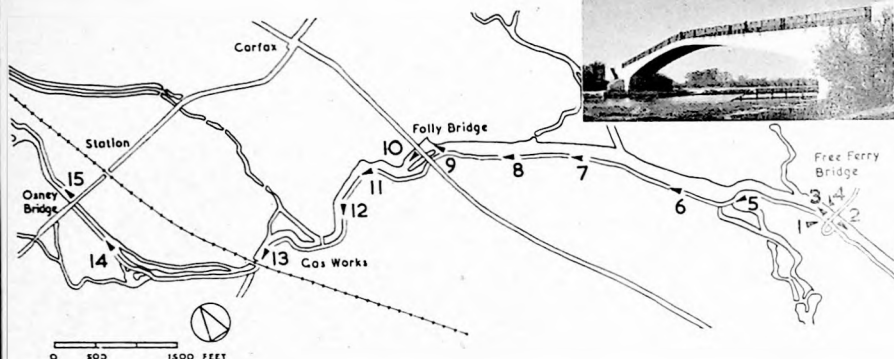 Carfax
Station
Folly Bridge
Free Ferry
Bridge
Osney
Bridge
Gas Works
15
14
13
12
11
10
9
8
7
6
5
4
3
2
1
0 500 1500 FEET